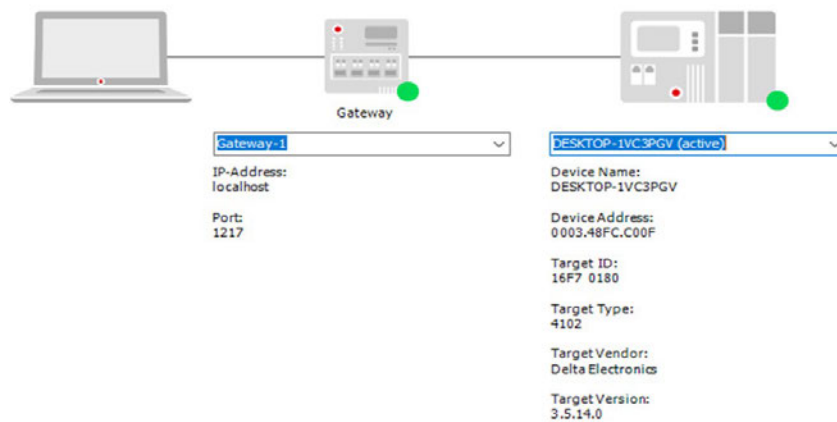 Gateway
Gateway-1
IP-Address:
localhost
Port:
1217
DESKTOP-1VC3PGV (active)
Device Name:
DESKTOP-1VC3PGV
Device Address:
0003.48FC.C00F
Target ID:
16F7 0180
Target Type:
4102
Target Vendor:
Delta Electronics
Target Version:
3.5.14.0